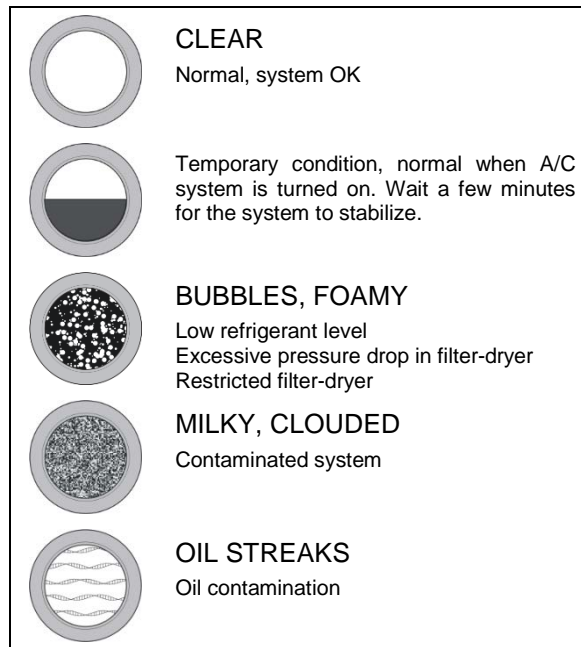 CLEAR
Normal, system OK
Temporary condition, normal when A/C
system is turned on. Wait a few minutes
for the system to stabilize.
BUBBLES, FOAMY
Low refrigerant level
Excessive pressure drop in filter-dryer
Restricted filter-dryer
MILKY, CLOUDED
Contaminated system
OIL STREAKS
Oil contamination